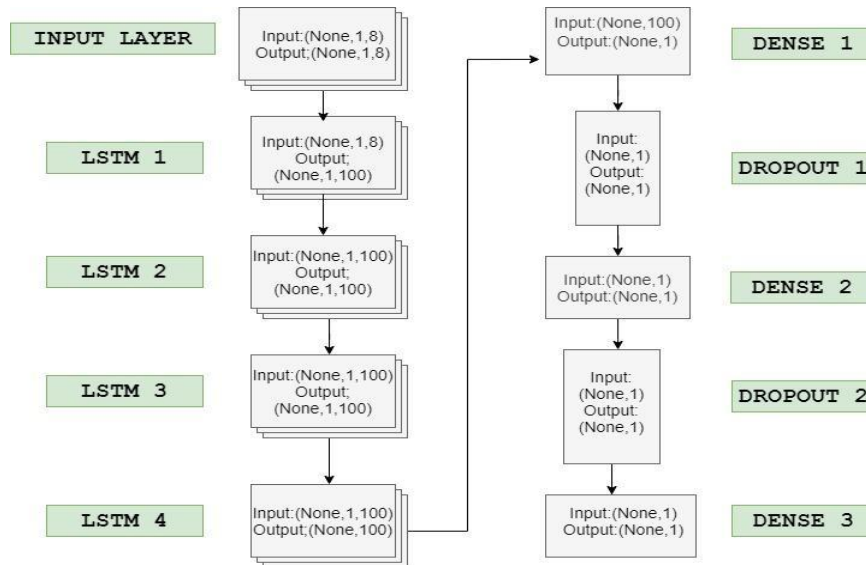 INPUT LAYER
Input:(None,1,8)
Output;(None,1,8)
LSTM 1
Input:(None,1,8)
Output;
(None,1,100)
LSTM 2
Input:(None,1,100)
Output;
(None,1,100)
LSTM 3
Input:(None,1,100)
Output;
(None,1,100)
LSTM 4
Input:(None,1,100)
Output;(None,100)
Input:(None,100)
Output:(None,1)
DENSE 1
Input:
(None,1)
Output:
(None,1)
DROPOUT 1
Input:(None,1)
Output:(None,1)
DENSE 2
Input:
(None,1)
Output:
(None,1)
DROPOUT 2
Input:(None,1)
Output:(None,1)
DENSE 3